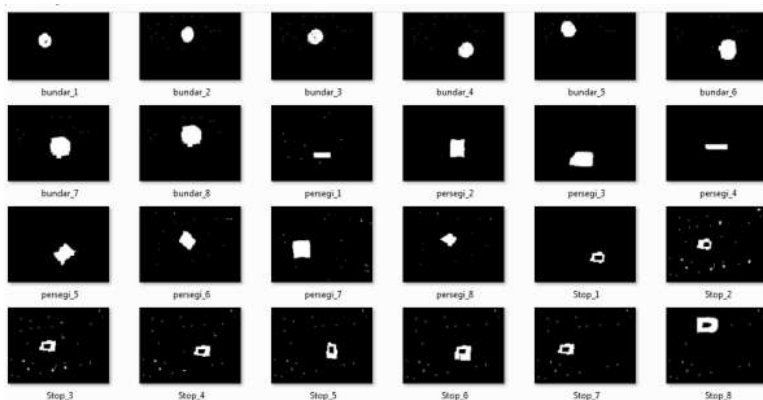 bundar_1 bundar_2 bundar_3 bundar_4 bundar_5 bundar_6
bundar_7 bundar_8 persegi_1 persegi_2 persegi_3 persegi_4
persegi_5 persegi_6 persegi_7 persegi_8 Stop_1 Stop_2
Stop_3 Stop_4 Stop_5 Stop_6 Stop_7 Stop_8